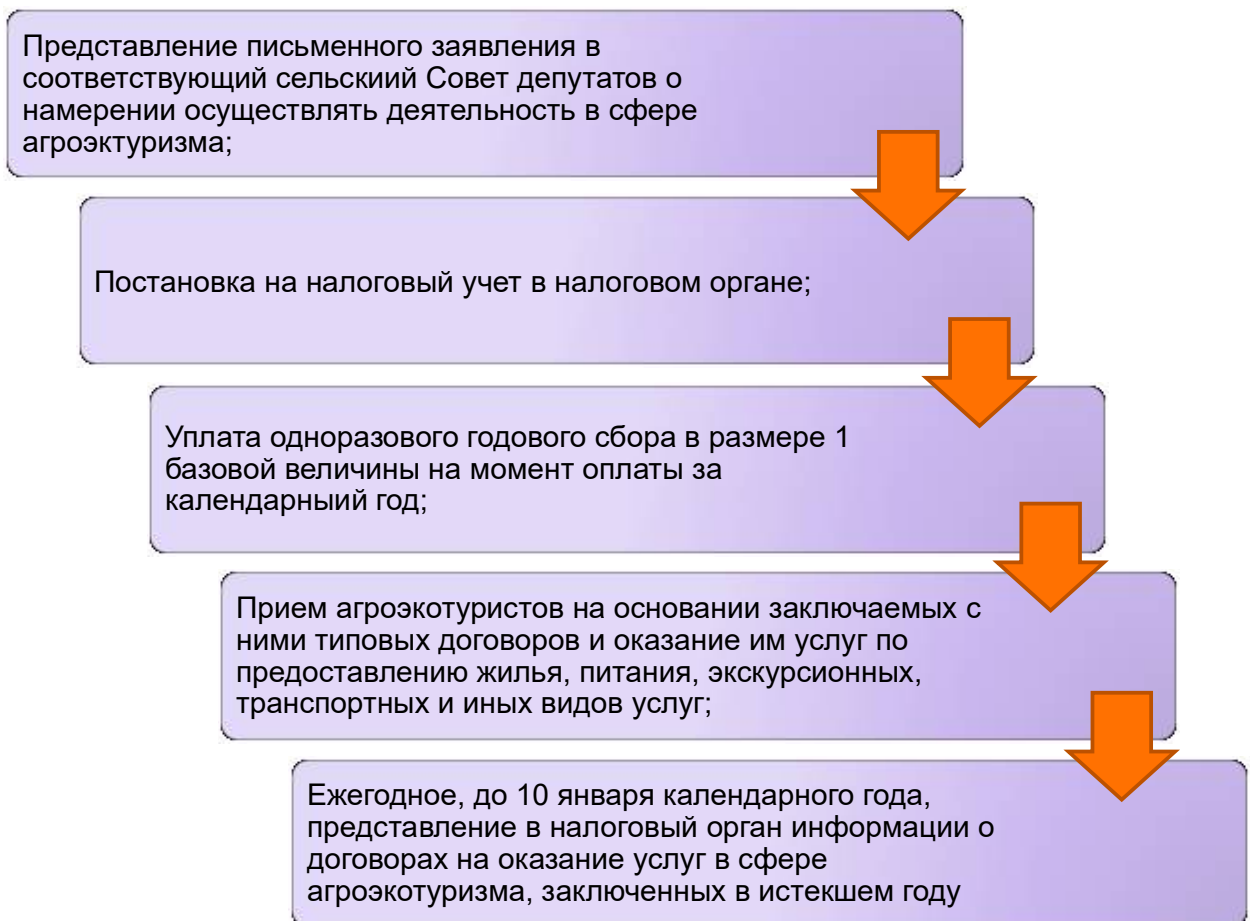 Представление письменного заявления в
соответствующий сельскиий Совет депутатов о
намерении осуществлять деятельность в сфере
агроэктуризма;
Постановка на налоговый учет в налоговом органе;
Уплата одноразового годового сбора в размере 1
базовой величины на момент оплаты за
календарныий год;
Прием агроэкотуристов на основании заключаемых с
ними типовых договоров и оказание им услуг по
предоставлению жилья, питания, экскурсионных,
транспортных и иных видов услуг;
Ежегодное, до 10 января календарного года,
представление в налоговый орган информации о
договорах на оказание услуг в сфере
агроэкотуризма, заключенных в истекшем году